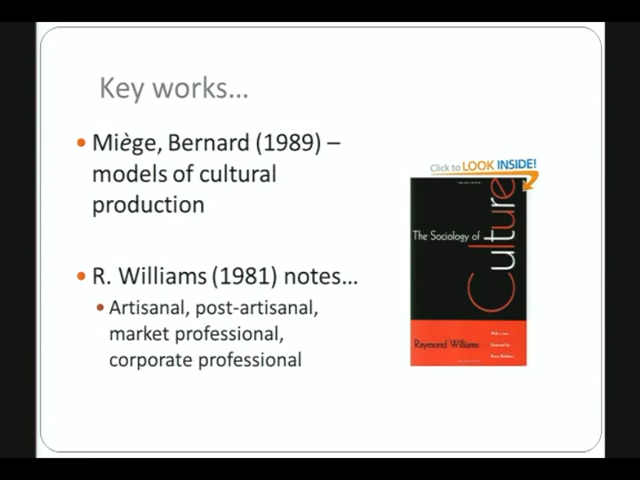 Key works…
• Miège, Bernard (1989) –
models of cultural
production
• R. Williams (1981) notes…
• Artisanal, post-artisanal,
market professional,
corporate professional
Click to LOOK INSIDE!
The Sociology of
Culture
Raymond Williams